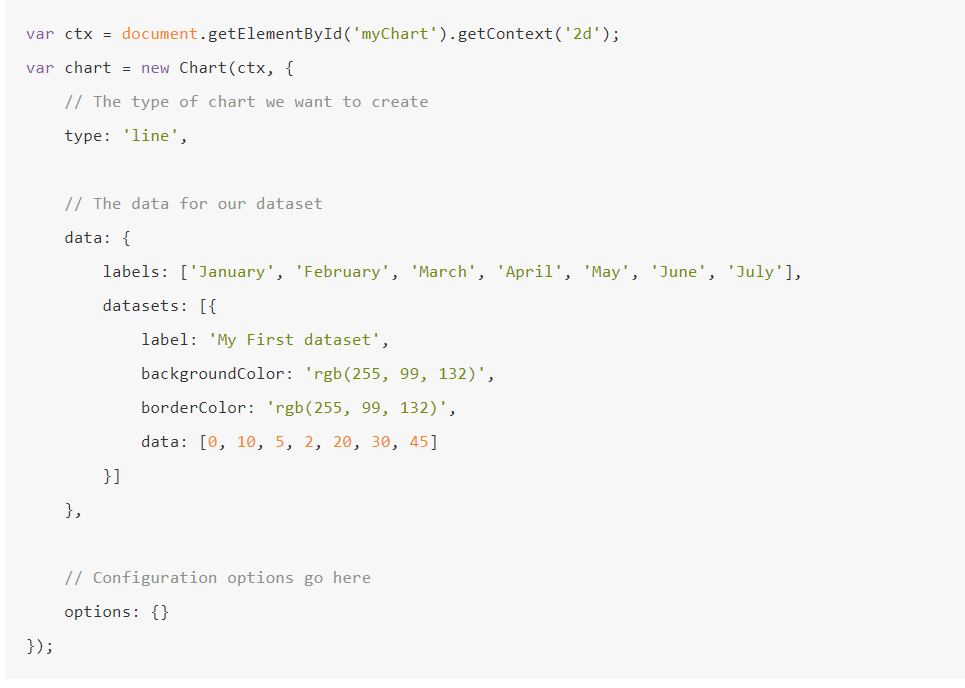 var ctx = document.getElementById('myChart').getContext('2d');
var chart = new Chart(ctx, {
    // The type of chart we want to create
    type: 'line',

    // The data for our dataset
    data: {
        labels: ['January', 'February', 'March', 'April', 'May', 'June', 'July'],
        datasets: [{
            label: 'My First dataset',
            backgroundColor: 'rgb(255, 99, 132)',
            borderColor: 'rgb(255, 99, 132)',
            data: [0, 10, 5, 2, 20, 30, 45]
        }]
    },

    // Configuration options go here
    options: {}
});